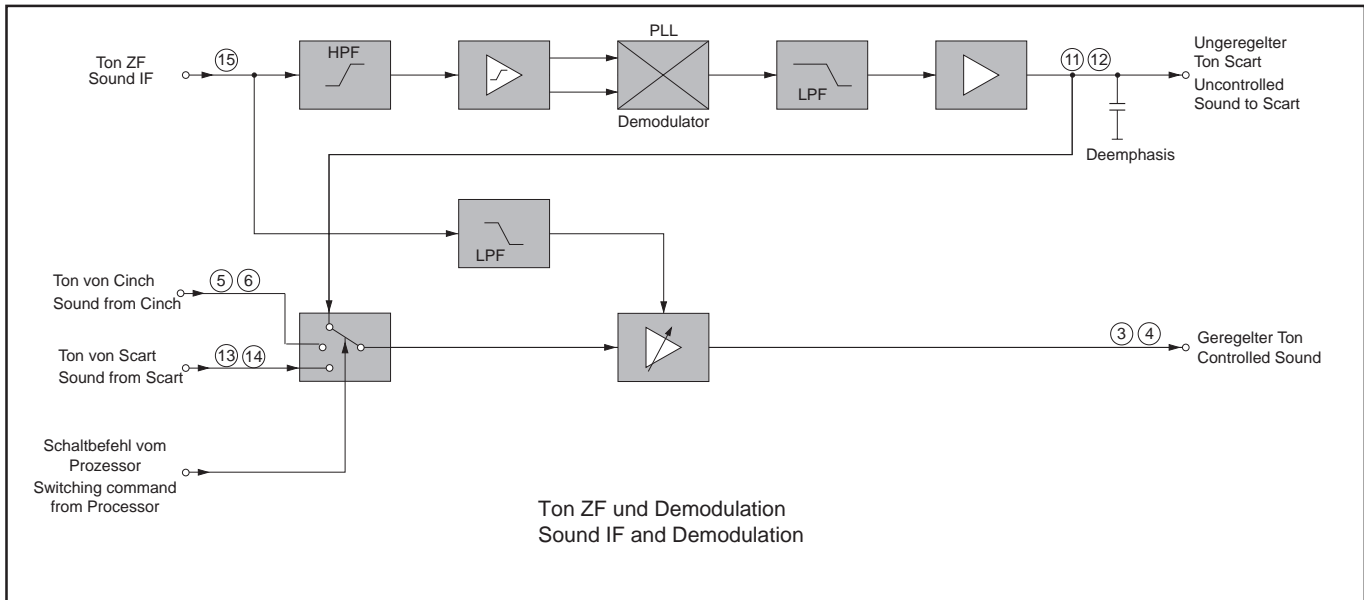 PLL
Ton ZF
Sound IF
15
HPF
LPF
Demodulator
11 12
Ungeregelter
Ton Scart
Uncontrolled
Sound to Scart
Deemphasis
LPF
Ton von Cinch
Sound from Cinch
5 6
Ton von Scart
Sound from Scart
13 14
3 4
Geregelter Ton
Controlled Sound
Schaltbefehl vom
Prozessor
Switching command
from Processor
Ton ZF und Demodulation
Sound IF and Demodulation